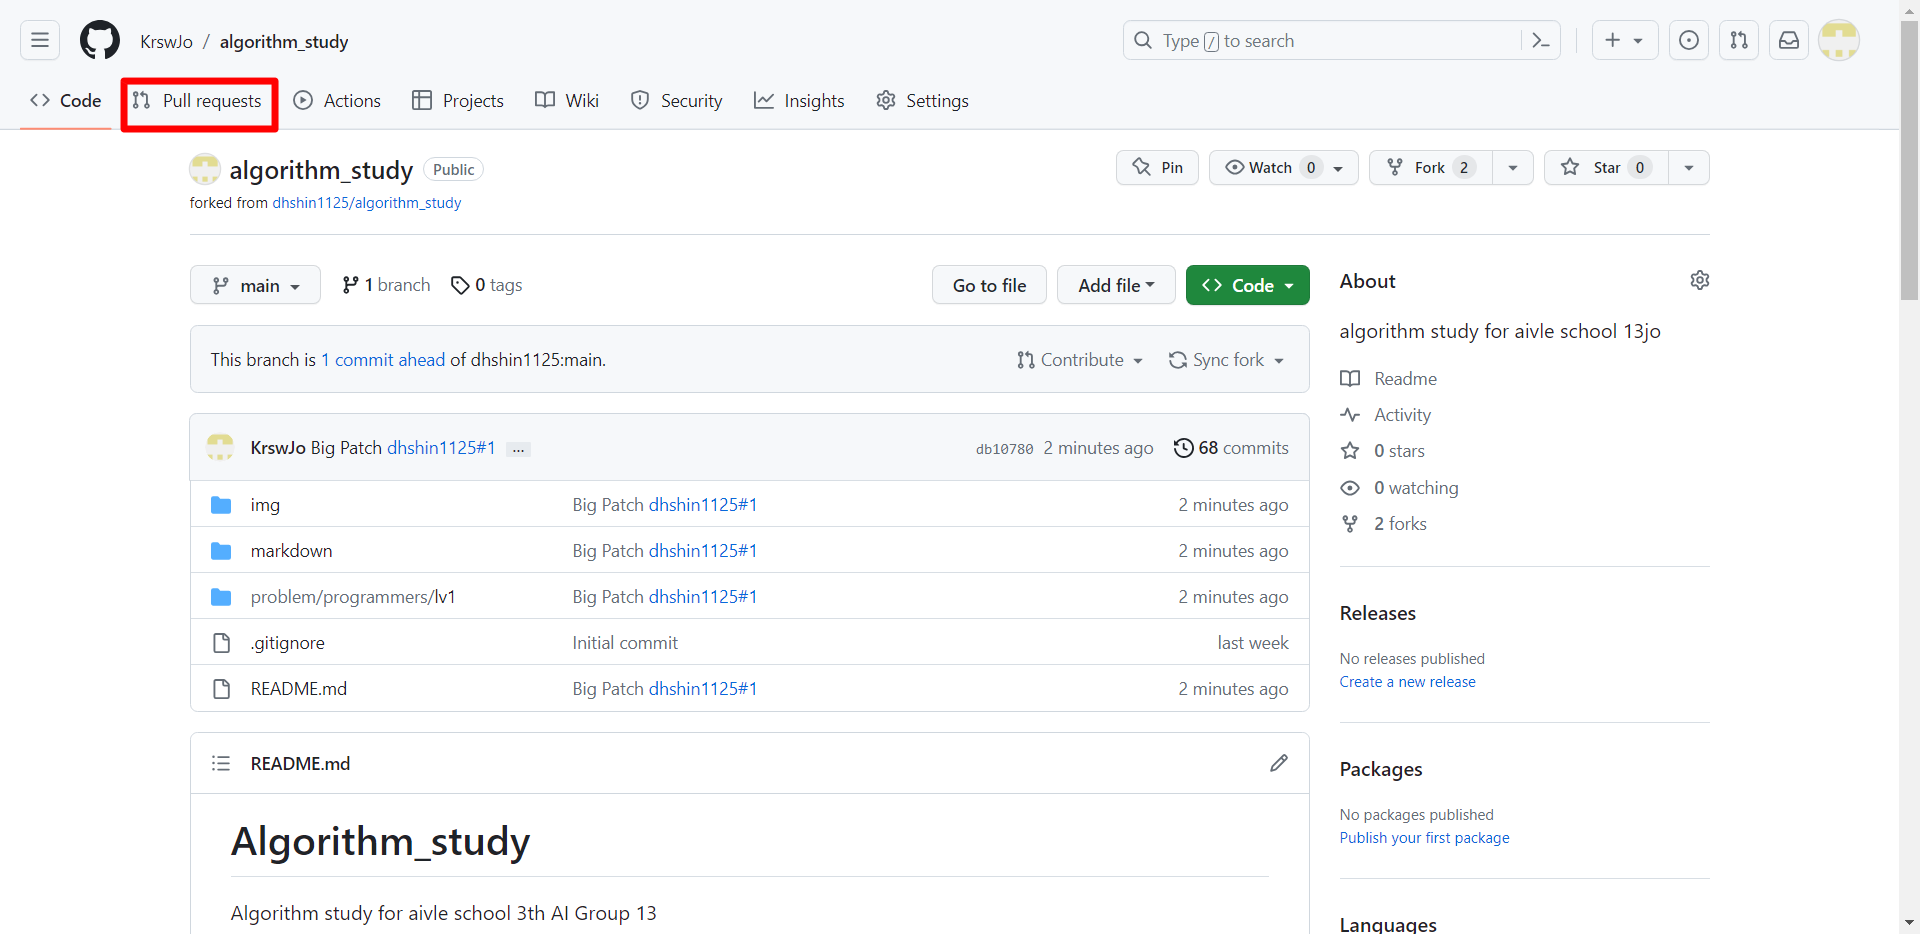 KrswJo / algorithm_study
Type / to search
Code Pull requests Actions Projects Wiki Security Insights Settings
algorithm_study Public
Pin Watch 0 Fork 2 Star 0
forked from dhshin1125/algorithm_study
main 1 branch 0 tags Go to file Add file Code
This branch is 1 commit ahead of dhshin1125:main. Contribute Sync fork
KrswJo Big Patch dhshin1125#1 ... db10780 2 minutes ago 68 commits
img Big Patch dhshin1125#1 2 minutes ago
markdown Big Patch dhshin1125#1 2 minutes ago
problem/programmers/lv1 Big Patch dhshin1125#1 2 minutes ago
.gitignore Initial commit last week
README.md Big Patch dhshin1125#1 2 minutes ago
README.md
Algorithm_study
Algorithm study for aivle school 3th AI Group 13
About
algorithm study for aivle school 13jo
Readme
Activity
0 stars
0 watching
2 forks
Releases
No releases published
Create a new release
Packages
No packages published
Publish your first package
Languages